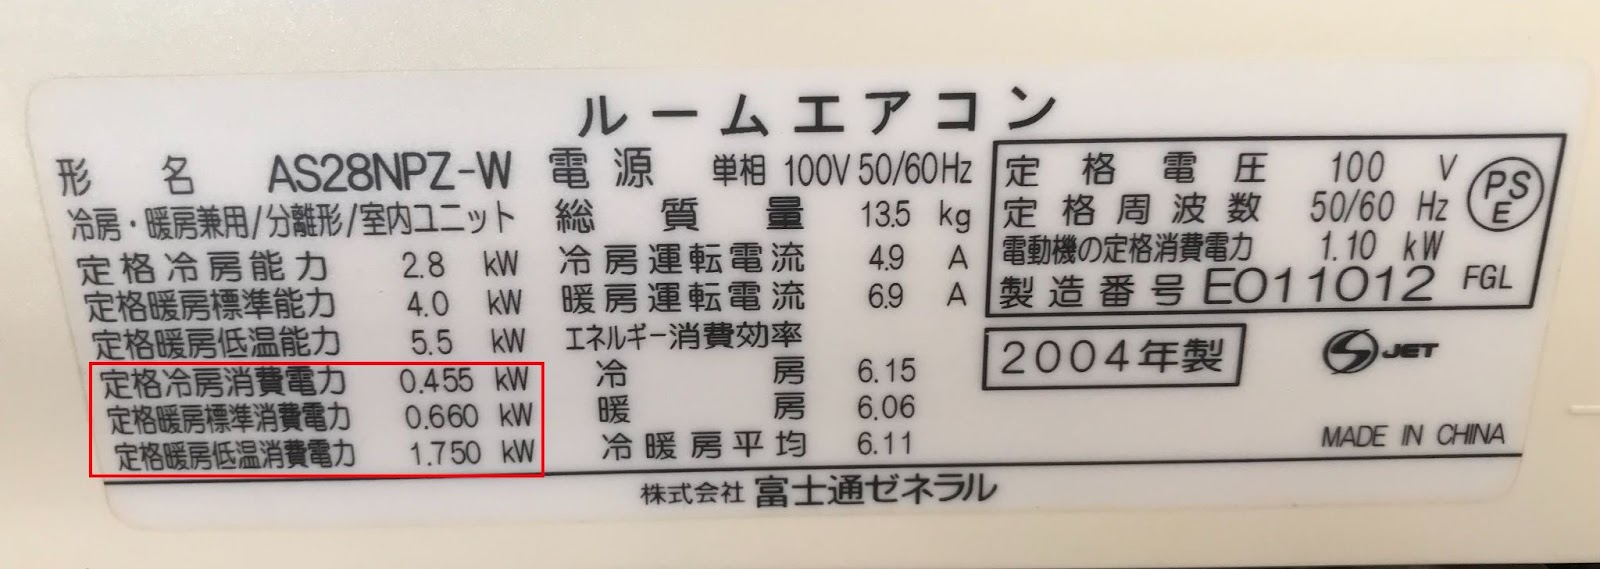 ルームエアコン
形名 AS28NPZ-W
冷房・暖房兼用/分離形/室内ユニット
定格冷房能力 2.8 kW
定格暖房標準能力 4.0 kW
定格暖房低温能力 5.5 kW
定格冷房消費電力 0.455 kW
定格暖房標準消費電力 0.660 kW
定格暖房低温消費電力 1.750 kW
電源 単相 100V 50/60Hz
総質量 13.5 kg
冷房運転電流 4.9 A
暖房運転電流 6.9 A
エネルギー消費効率
冷房 6.15
暖房 6.06
冷暖房平均 6.11
定格電圧 100 V
定格周波数 50/60 Hz
電動機の定格消費電力 1.10 kW
製造番号 E011012 FGL
PS
E
2004年製
JET
MADE IN CHINA
株式会社 富士通ゼネラル